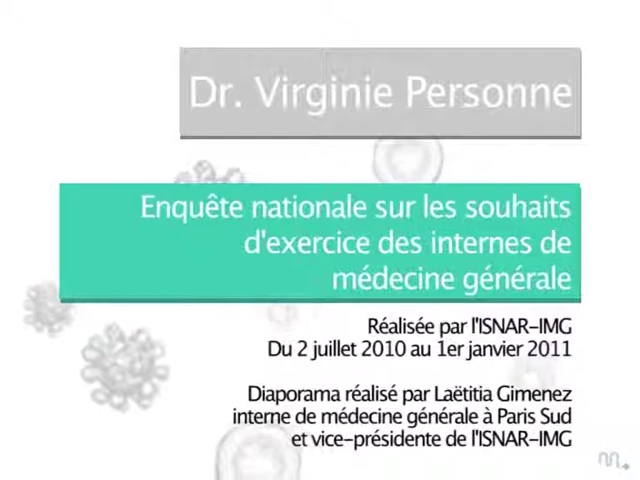 Dr. Virginie Personne
Enquête nationale sur les souhaits
d'exercice des internes de
médecine générale
Réalisée par l'ISNAR-IMG
Du 2 juillet 2010 au 1er janvier 2011
Diaporama réalisé par Laëtitia Gimenez
interne de médecine générale à Paris Sud
et vice-présidente de l'ISNAR-IMG